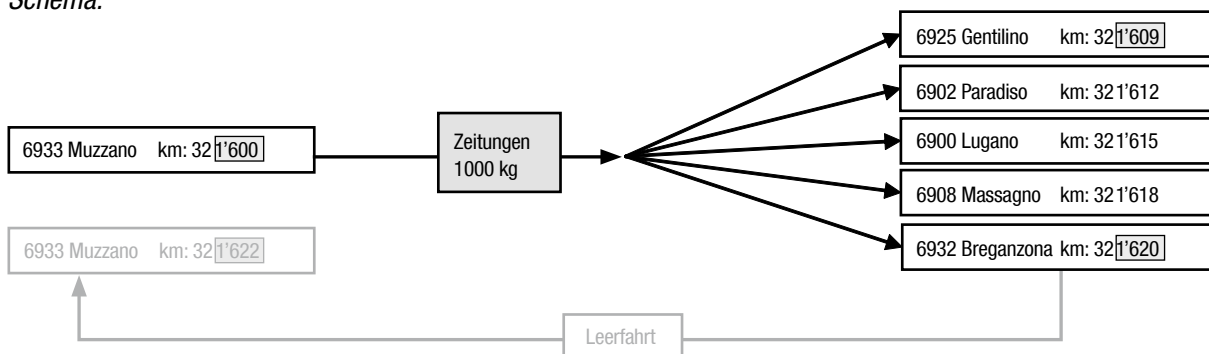 Schema:
6925 Gentilino km: 321'609
6902 Paradiso km: 321'612
6933 Muzzano km: 321'600
Zeitungen
1000 kg
6900 Lugano km: 321'615
6908 Massagno km: 321'618
6933 Muzzano km: 321'622
6932 Breganzona km: 321'620
Leerfahrt